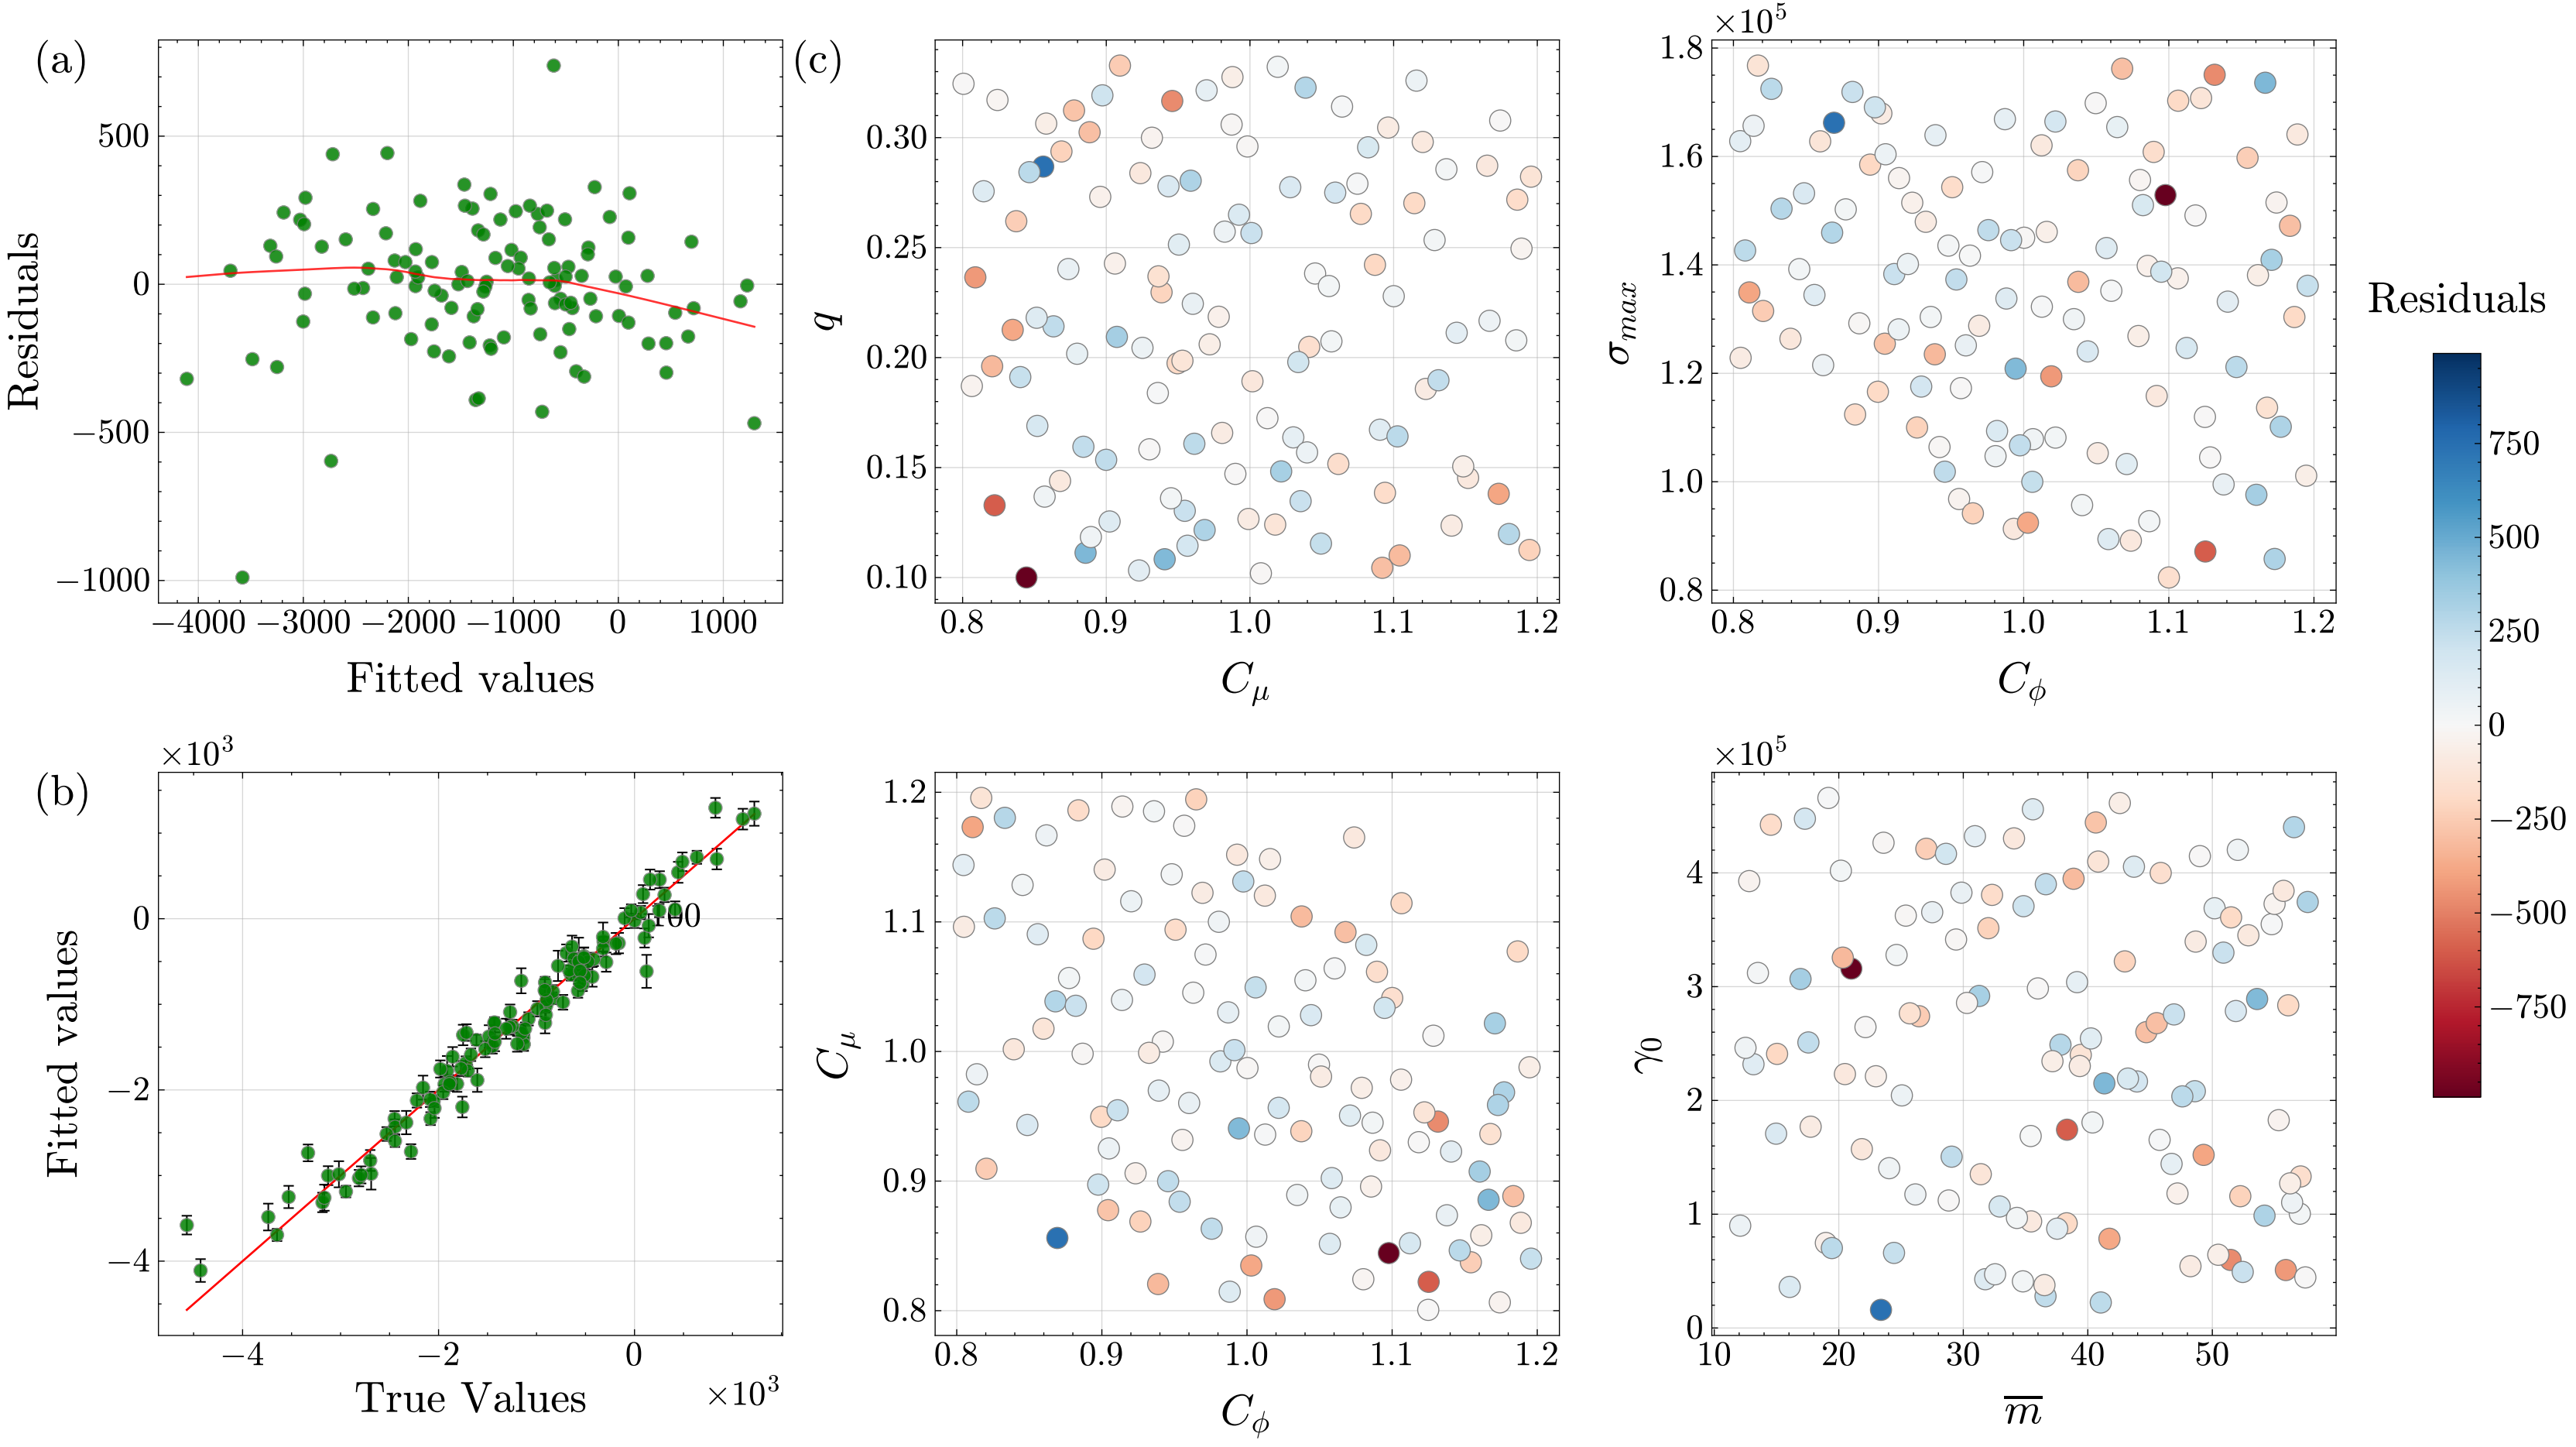 (a)
Residuals
500
0
−500
−1000
−4000 −3000 −2000 −1000 0 1000
Fitted values
(b)
×10³
Fitted values
0
−2
−4
−4 −2 0
True Values
×10³
(c)
q
0.30
0.25
0.20
0.15
0.10
0.8 0.9 1.0 1.1 1.2
C_μ
×10⁵
σ_max
1.8
1.6
1.4
1.2
1.0
0.8
0.8 0.9 1.0 1.1 1.2
C_ϕ
C_μ
1.2
1.1
1.0
0.9
0.8
0.8 0.9 1.0 1.1 1.2
C_ϕ
×10⁵
γ₀
4
3
2
1
0
10 20 30 40 50
m̅
Residuals
750
500
250
0
−250
−500
−750